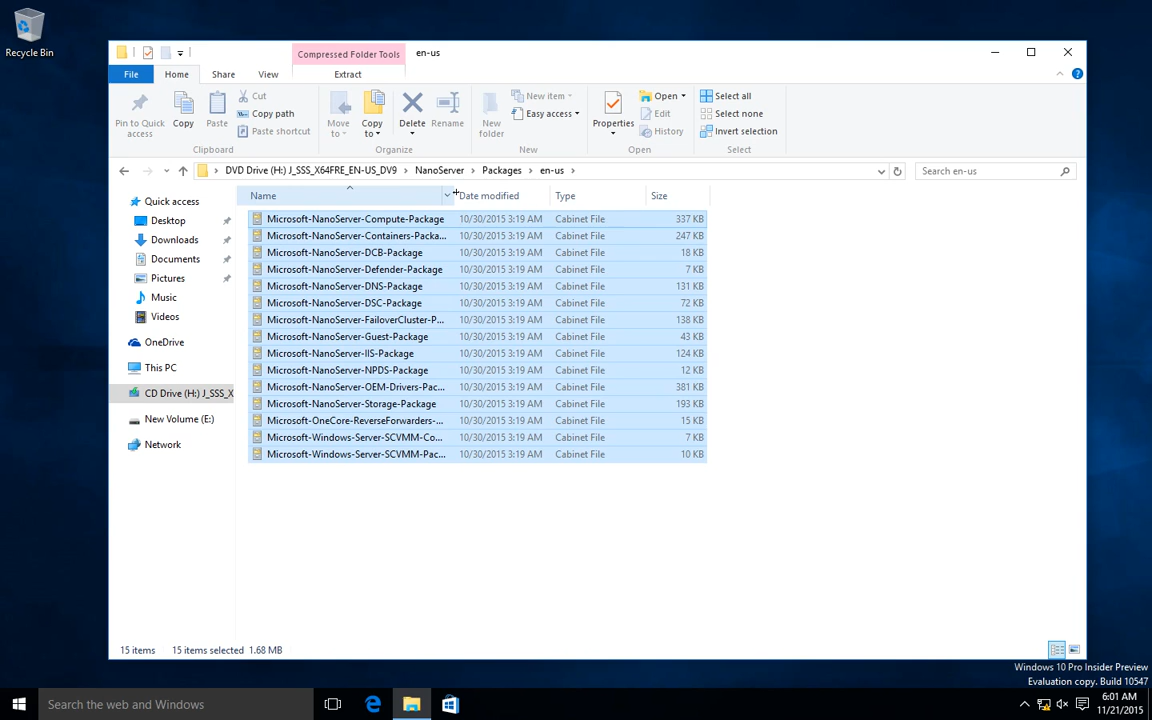 Recycle Bin
Compressed Folder Tools
en-us
File
Home
Share
View
Extract
Pin to Quick access
Copy
Paste
Cut
Copy path
Paste shortcut
Clipboard
Move to
Copy to
Delete
Rename
Organize
New folder
New item
Easy access
New
Properties
Open
Edit
History
Open
Select all
Select none
Invert selection
Select
DVD Drive (H:) J_SSS_X64FRE_EN-US_DV9 > NanoServer > Packages > en-us >
Search en-us
Quick access
Desktop
Downloads
Documents
Pictures
Music
Videos
OneDrive
This PC
CD Drive (H:) J_SSS_X
New Volume (E:)
Network
Name Date modified Type Size
Microsoft-NanoServer-Compute-Package 10/30/2015 3:19 AM Cabinet File 337 KB
Microsoft-NanoServer-Containers-Packa... 10/30/2015 3:19 AM Cabinet File 247 KB
Microsoft-NanoServer-DCB-Package 10/30/2015 3:19 AM Cabinet File 18 KB
Microsoft-NanoServer-Defender-Package 10/30/2015 3:19 AM Cabinet File 7 KB
Microsoft-NanoServer-DNS-Package 10/30/2015 3:19 AM Cabinet File 131 KB
Microsoft-NanoServer-DSC-Package 10/30/2015 3:19 AM Cabinet File 72 KB
Microsoft-NanoServer-FailoverCluster-P... 10/30/2015 3:19 AM Cabinet File 138 KB
Microsoft-NanoServer-Guest-Package 10/30/2015 3:19 AM Cabinet File 43 KB
Microsoft-NanoServer-IIS-Package 10/30/2015 3:19 AM Cabinet File 124 KB
Microsoft-NanoServer-NPDS-Package 10/30/2015 3:19 AM Cabinet File 12 KB
Microsoft-NanoServer-OEM-Drivers-Pac... 10/30/2015 3:19 AM Cabinet File 381 KB
Microsoft-NanoServer-Storage-Package 10/30/2015 3:19 AM Cabinet File 193 KB
Microsoft-OneCore-ReverseForwarders-... 10/30/2015 3:19 AM Cabinet File 15 KB
Microsoft-Windows-Server-SCVMM-Co... 10/30/2015 3:19 AM Cabinet File 7 KB
Microsoft-Windows-Server-SCVMM-Pac... 10/30/2015 3:19 AM Cabinet File 10 KB
15 items 15 items selected 1.68 MB
Windows 10 Pro Insider Preview
Evaluation copy. Build 10547
Search the web and Windows
6:01 AM
11/21/2015